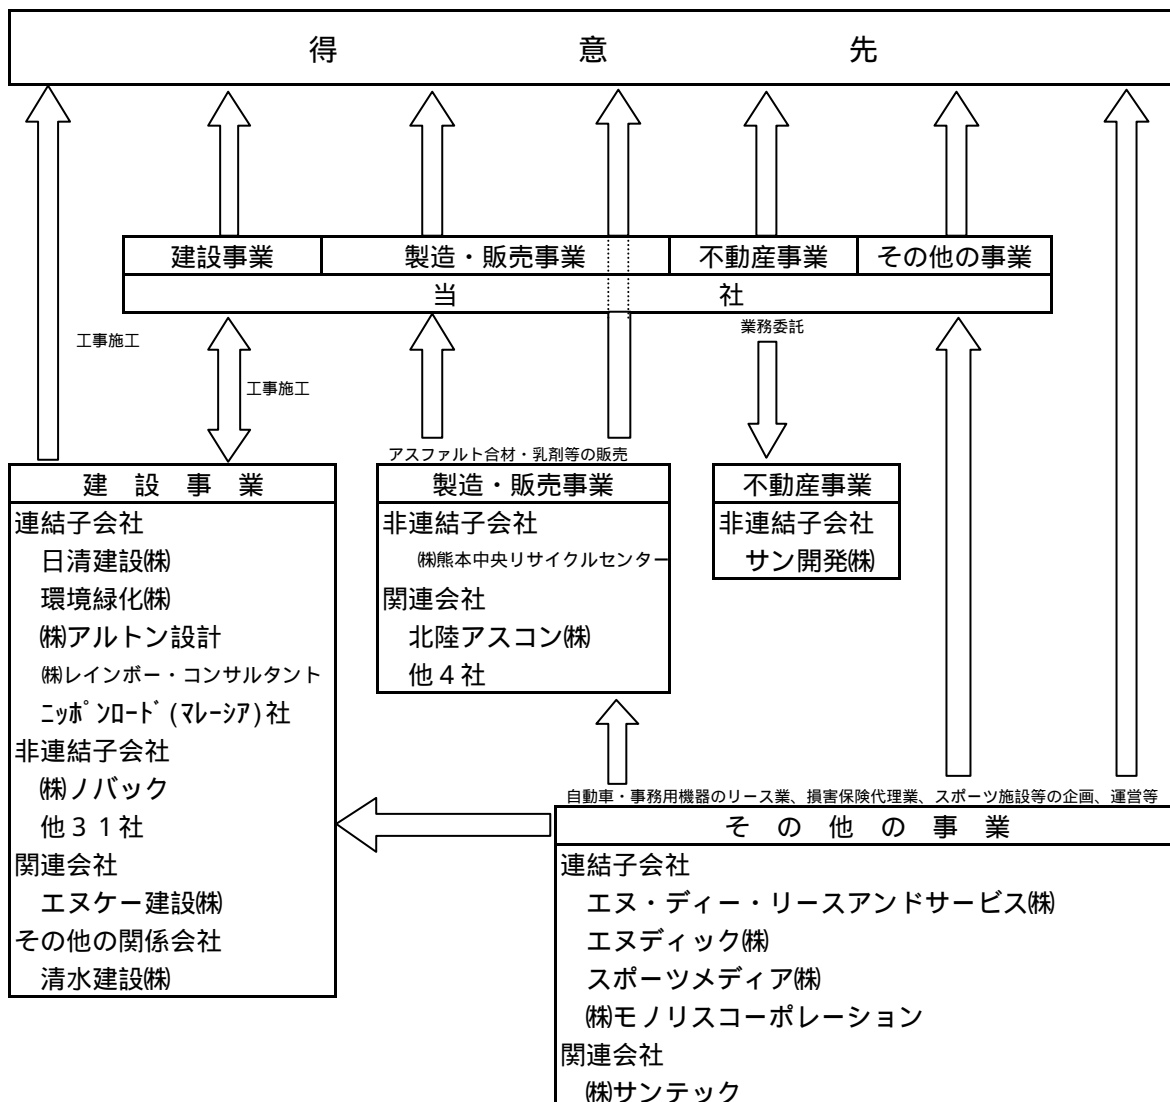 得意先
建設事業 製造・販売事業 不動産事業 その他の事業
当社
工事施工
工事施工
業務委託
アスファルト合材・乳剤等の販売
建設事業
連結子会社
日清建設㈱
環境緑化㈱
㈱アルトン設計
㈱レインボー・コンサルタント
ニッポンロード(マレーシア)社
非連結子会社
㈱ノバック
他31社
関連会社
エヌケー建設㈱
その他の関係会社
清水建設㈱
製造・販売事業
非連結子会社
㈱熊本中央リサイクルセンター
関連会社
北陸アスコン㈱
他4社
不動産事業
非連結子会社
サン開発㈱
自動車・事務用機器のリース業、損害保険代理業、スポーツ施設等の企画、運営等
その他の事業
連結子会社
エヌ・ディー・リースアンドサービス㈱
エヌディック㈱
スポーツメディア㈱
㈱モノリスコーポレーション
関連会社
㈱サンテック